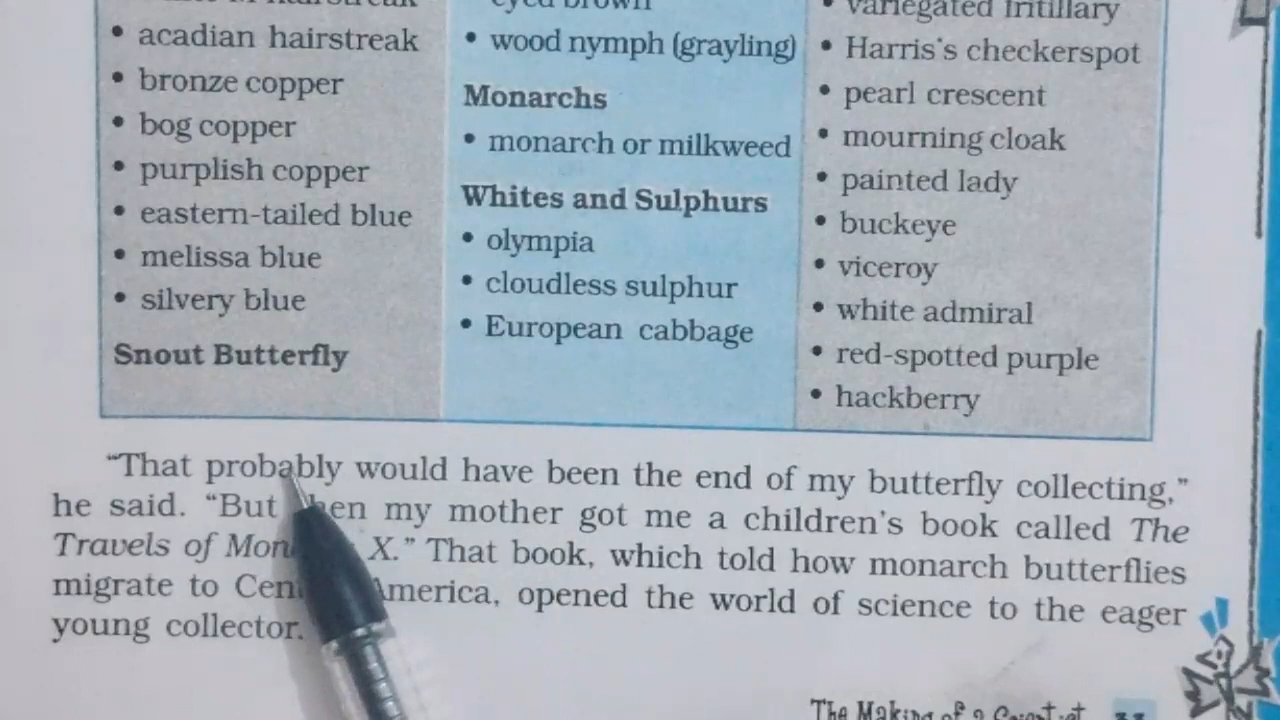 acadian hairstreak
bronze copper
bog copper
purplish copper
eastern-tailed blue
melissa blue
silvery blue
Snout Butterfly
eyed brown
wood nymph (grayling)
Monarchs
monarch or milkweed
Whites and Sulphurs
olympia
cloudless sulphur
European cabbage
variegated fritillary
Harris's checkerspot
pearl crescent
mourning cloak
painted lady
buckeye
viceroy
white admiral
red-spotted purple
hackberry
“That probably would have been the end of my butterfly collecting,”
he said. “But my mother got me a children's book called The
Travels of X.” That book, which told how monarch butterflies
migrate to America, opened the world of science to the eager
young collector.
The Making of a Scientist